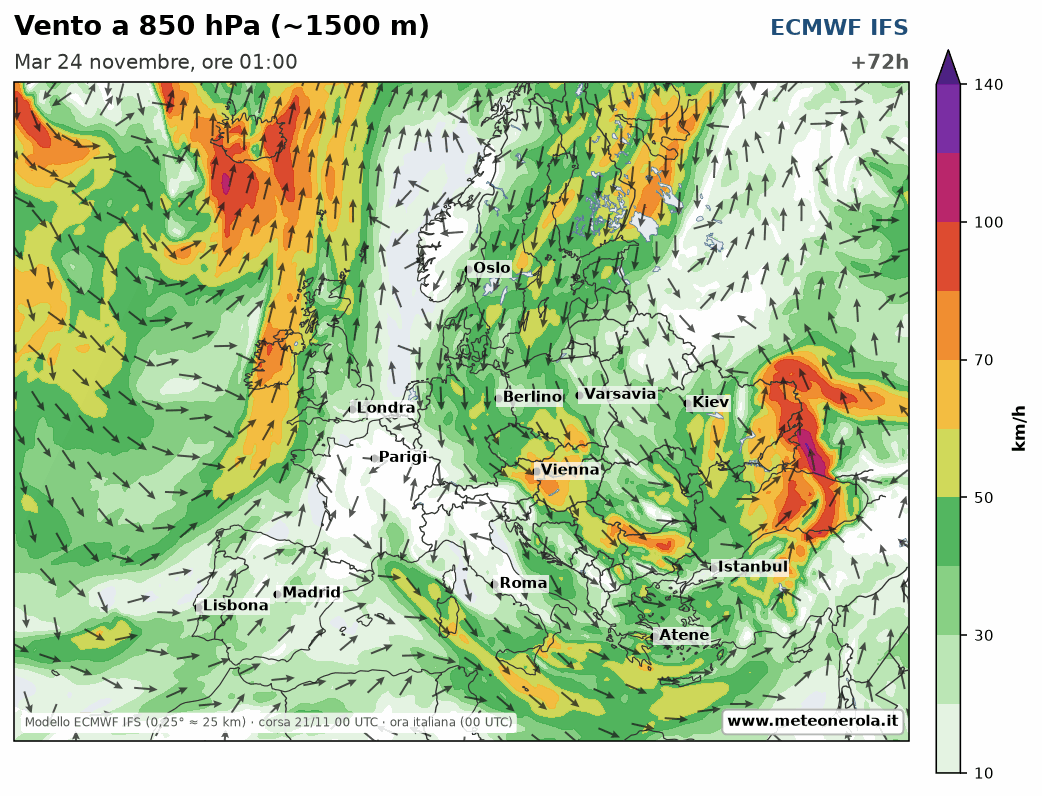 Vento a 850 hPa (~1500 m)
ECMWF IFS
Mar 24 novembre, ore 01:00
+72h
140
100
70
50
30
10
km/h
Oslo
Londra
Berlino
Varsavia
Kiev
Parigi
Vienna
Istanbul
Roma
Madrid
Lisbona
Atene
Modello ECMWF IFS (0,25° ≈ 25 km) · corsa 21/11 00 UTC · ora italiana (00 UTC)
www.meteonerola.it